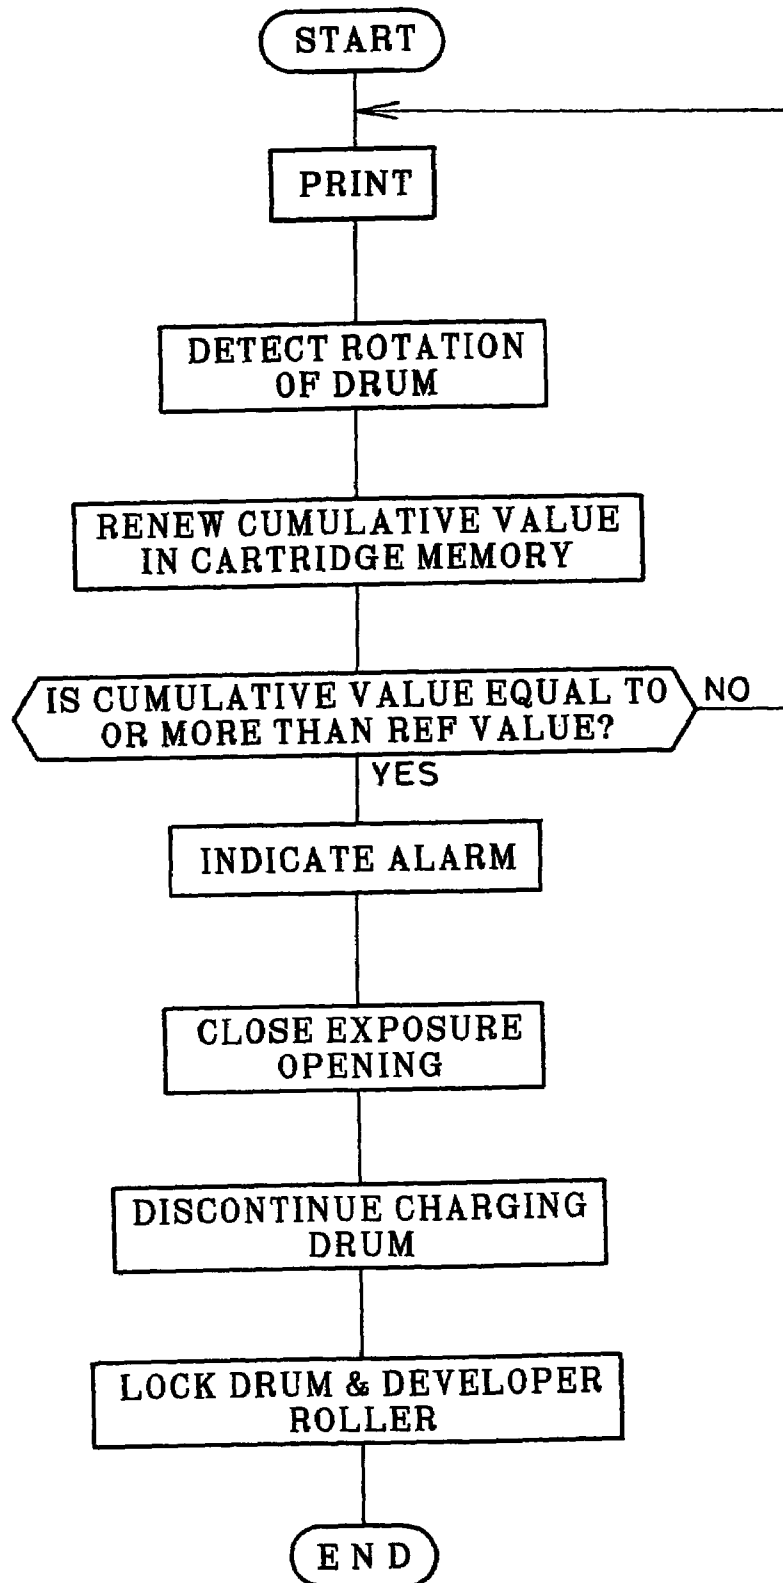 START
PRINT
DETECT ROTATION
OF DRUM
RENEW CUMULATIVE VALUE
IN CARTRIDGE MEMORY
IS CUMULATIVE VALUE EQUAL TO
OR MORE THAN REF VALUE?
NO
YES
INDICATE ALARM
CLOSE EXPOSURE
OPENING
DISCONTINUE CHARGING
DRUM
LOCK DRUM & DEVELOPER
ROLLER
END